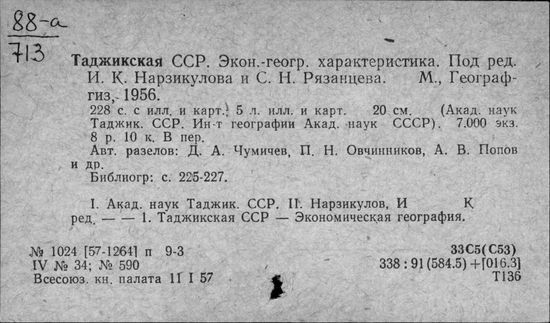 88-а
713
Таджикская ССР. Экон.-геогр. характеристика. Под ред.
И. К. Нарзикулова и С. Н. Рязанцева. М., Географ-
гиз, 1956.
228 с. с илл. и карт.; 5 л. илл. и карт. 20 см. (Акад. наук
Таджик. ССР. Ин-т географии Акад. наук СССР). 7.000 экз.
8 р. 10 к. В пер.
Авт. разелов: Д. А. Чумичев, П. Н. Овчинников, А. В. Попов
и др.
Библиогр: с. 225-227.
I. Акад. наук Таджик. ССР. II. Нарзикулов, И К
ред. — — 1. Таджикская ССР — Экономическая география.
№ 1024 [57-1264] п 9-3 33С5(С53)
IV № 34; № 590 338:91(584.5)+[016.3]
Всесоюз. кн. палата 11 I 57 Т136